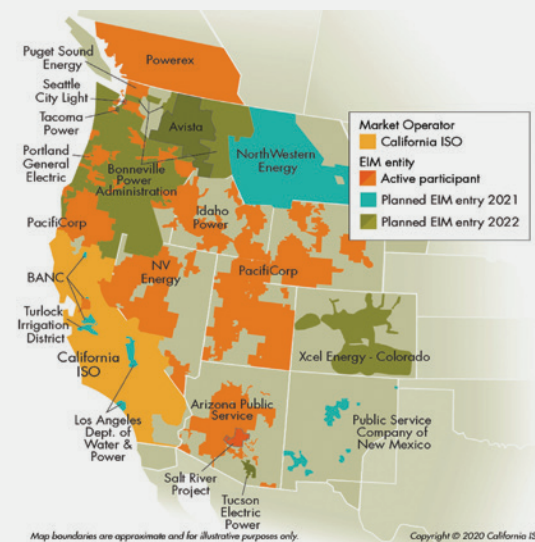 Powerex
Puget Sound
Energy
Seattle
City Light
Tacoma
Power
Avista
Portland
General
Electric
Bonneville
Power
Administration
NorthWestern
Energy
Market Operator
California ISO
EIM entity
Active participant
Planned EIM entry 2021
Planned EIM entry 2022
PacifiCorp
Idaho
Power
BANC
NV
Energy
PacifiCorp
Turlock
Irrigation
District
California
ISO
Xcel Energy - Colorado
Los Angeles
Dept. of
Water &
Power
Arizona Public
Service
Public Service
Company of
New Mexico
Salt River
Project
Tucson
Electric
Power
Map boundaries are approximate and for illustrative purposes only.
Copyright © 2020 California IS